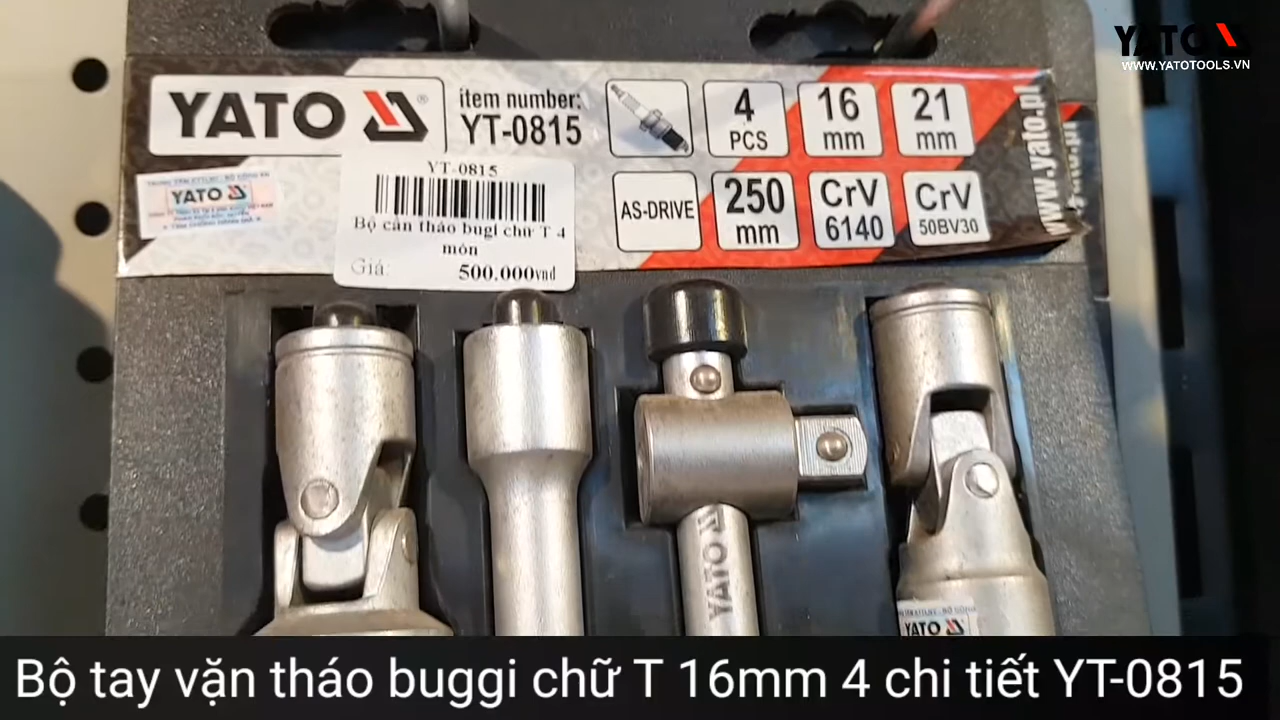 YATO
WWW.YATOTOOLS.VN
YATO ®
item number:
YT-0815
4
PCS
16
mm
21
mm
AS-DRIVE
250
mm
CrV
6140
CrV
50BV30
www.yato.pl
YT-0815
Bộ cần tháo bugi chữ T 4
món
Giá: 500.000vnđ
YATO
YATO
YATO
Bộ tay vặn tháo buggi chữ T 16mm 4 chi tiết YT-0815